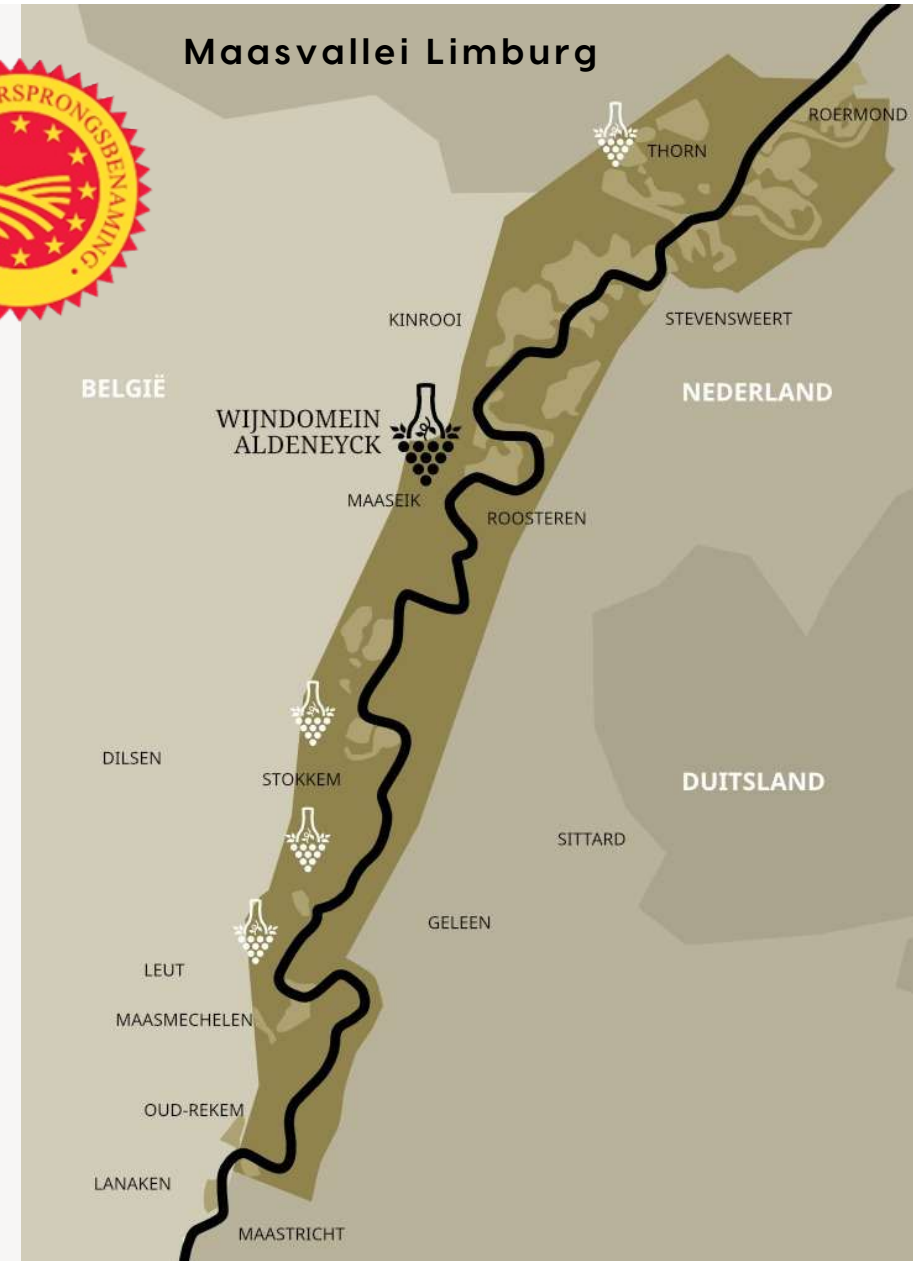 Maasvallei Limburg
RSPRONGSBENAMING •
ROERMOND
THORN
KINROOI
STEVENSWEERT
BELGIË
NEDERLAND
WIJNDOMEIN
ALDENEYCK
MAASEIK
ROOSTEREN
DILSEN
STOKKEM
DUITSLAND
SITTARD
GELEEN
LEUT
MAASMECHELEN
OUD-REKEM
LANAKEN
MAASTRICHT